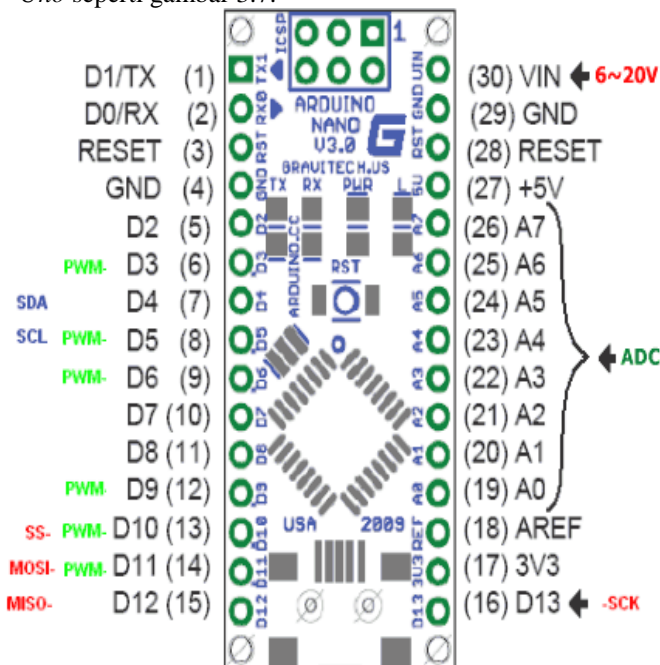 Uno seperti gambar 3.7.
ICSP 1
D1/TX (1) TX1 VIN (30) VIN 6~20V
D0/RX (2) RX0 ARDUINO GND (29) GND
NANO
RESET (3) RST V3.0 G RST (28) RESET
GRAVITECH.US
GND (4) GND TX RX PWR L 5V (27) +5V
D2 (5) D2 A7 (26) A7
ARDUINO.CC
PWM- D3 (6) D3 RST A6 (25) A6
SDA D4 (7) D4 A5 (24) A5
SCL PWM- D5 (8) D5 A4 (23) A4
ADC
PWM- D6 (9) D6 A3 (22) A3
D7 (10) D7 A2 (21) A2
D8 (11) D8 A1 (20) A1
PWM- D9 (12) D9 A0 (19) A0
SS- PWM- D10 (13) D10 USA 2009 REF (18) AREF
MOSI- PWM- D11 (14) D11 3V3 (17) 3V3
MISO- D12 (15) D12 D13 (16) D13 -SCK